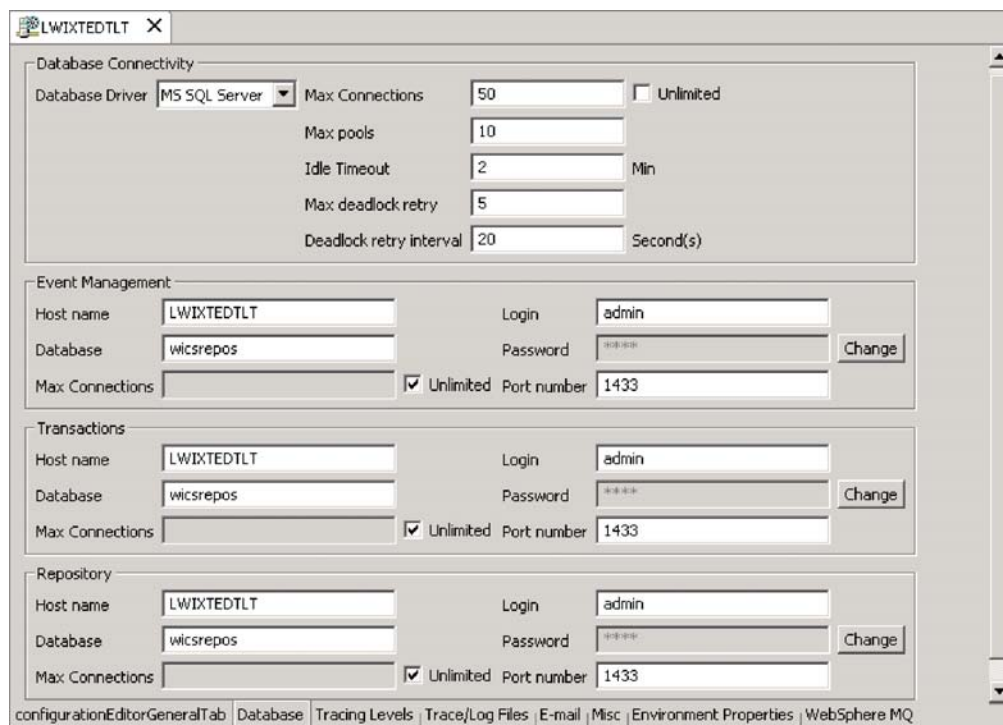 LWIXTEDTLT
Database Connectivity
Database Driver MS SQL Server Max Connections 50 Unlimited
Max pools 10
Idle Timeout 2 Min
Max deadlock retry 5
Deadlock retry interval 20 Second(s)
Event Management
Host name LWIXTEDTLT Login admin
Database wicsrepos Password **** Change
Max Connections Unlimited Port number 1433
Transactions
Host name LWIXTEDTLT Login admin
Database wicsrepos Password **** Change
Max Connections Unlimited Port number 1433
Repository
Host name LWIXTEDTLT Login admin
Database wicsrepos Password **** Change
Max Connections Unlimited Port number 1433
configurationEditorGeneralTab Database Tracing Levels Trace/Log Files E-mail Misc Environment Properties WebSphere MQ